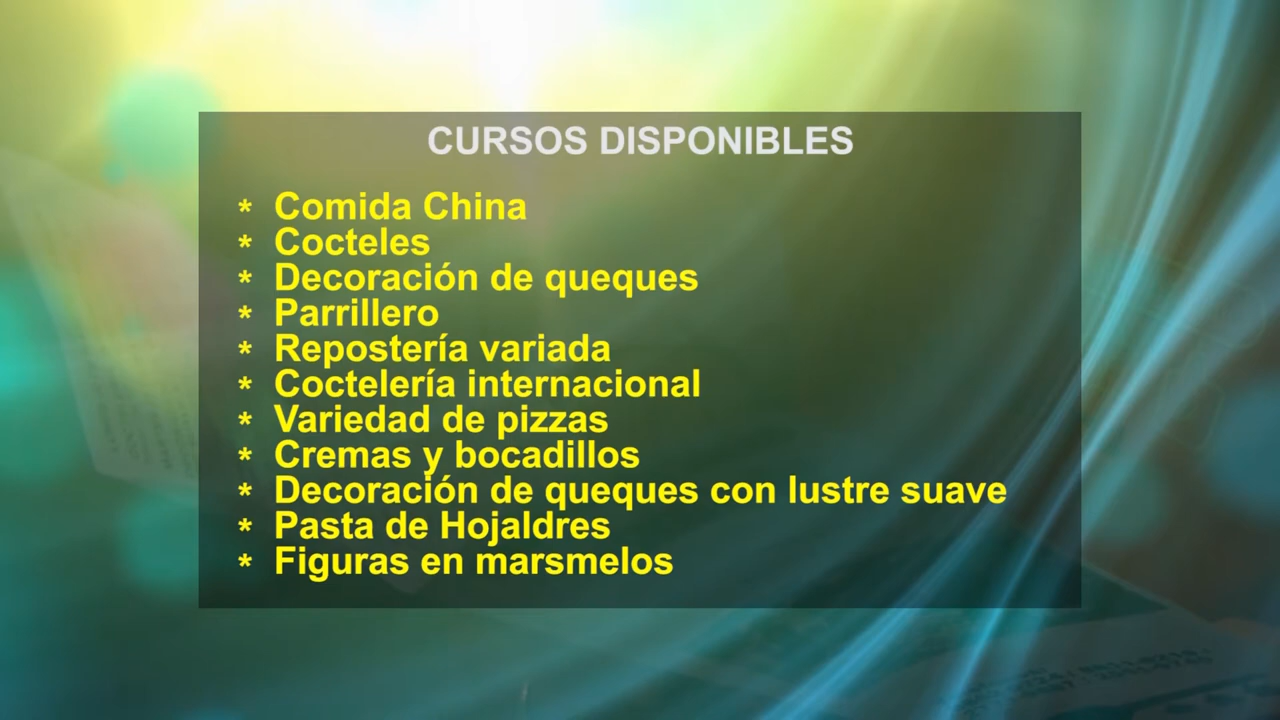 CURSOS DISPONIBLES
* Comida China
* Cocteles
* Decoración de queques
* Parrillero
* Repostería variada
* Coctelería internacional
* Variedad de pizzas
* Cremas y bocadillos
* Decoración de queques con lustre suave
* Pasta de Hojaldres
* Figuras en marsmelos